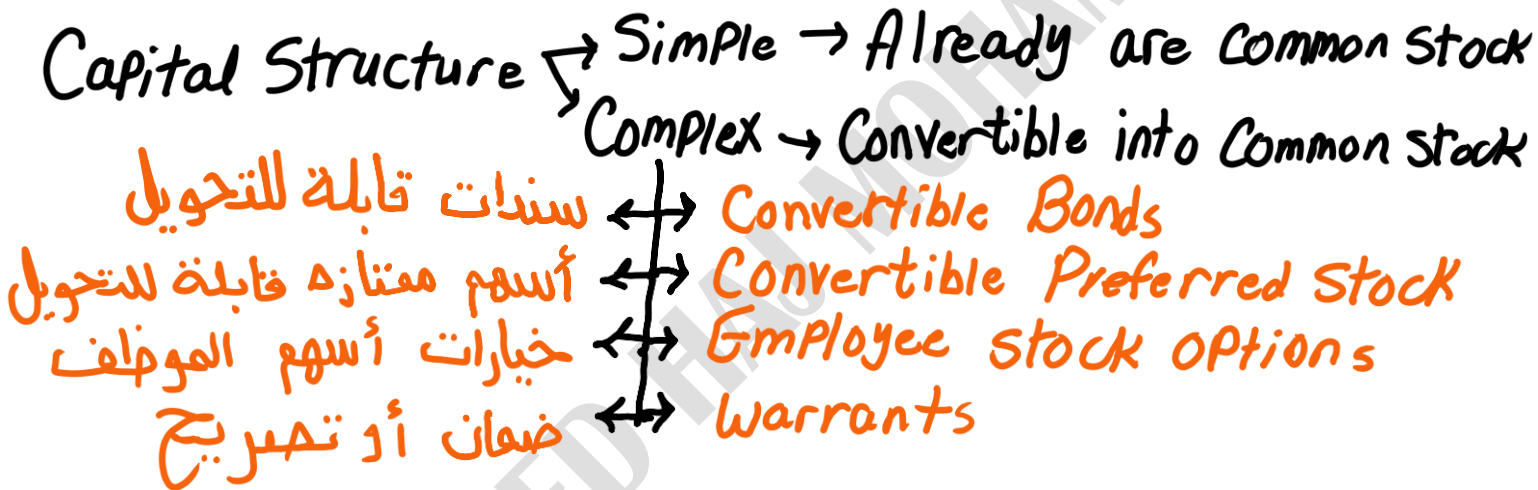 Capital Structure → Simple → Already are Common Stock
Complex → Convertible into Common Stock
سندات قابلة للتحويل ↔ Convertible Bonds
أسهم ممتازه قابلة للتحويل ↔ Convertible Preferred Stock
خيارات أسهم الموظف ↔ Employee Stock Options
ضمان أو تصريح ↔ Warrants